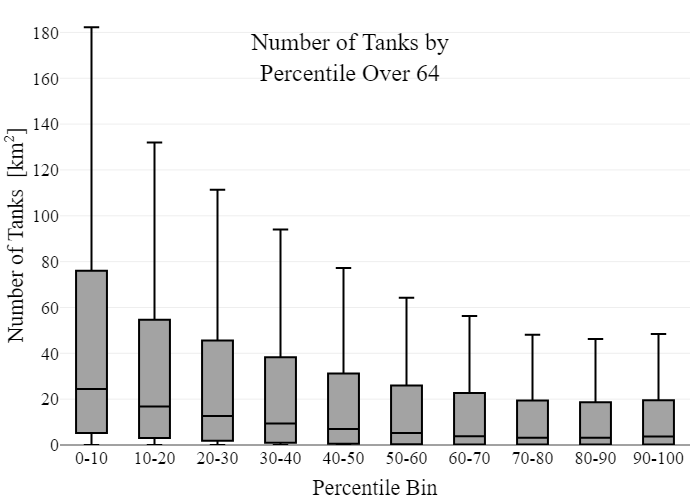 Number of Tanks by
Percentile Over 64
Number of Tanks [km²]
180
160
140
120
100
80
60
40
20
0
0-10 10-20 20-30 30-40 40-50 50-60 60-70 70-80 80-90 90-100
Percentile Bin